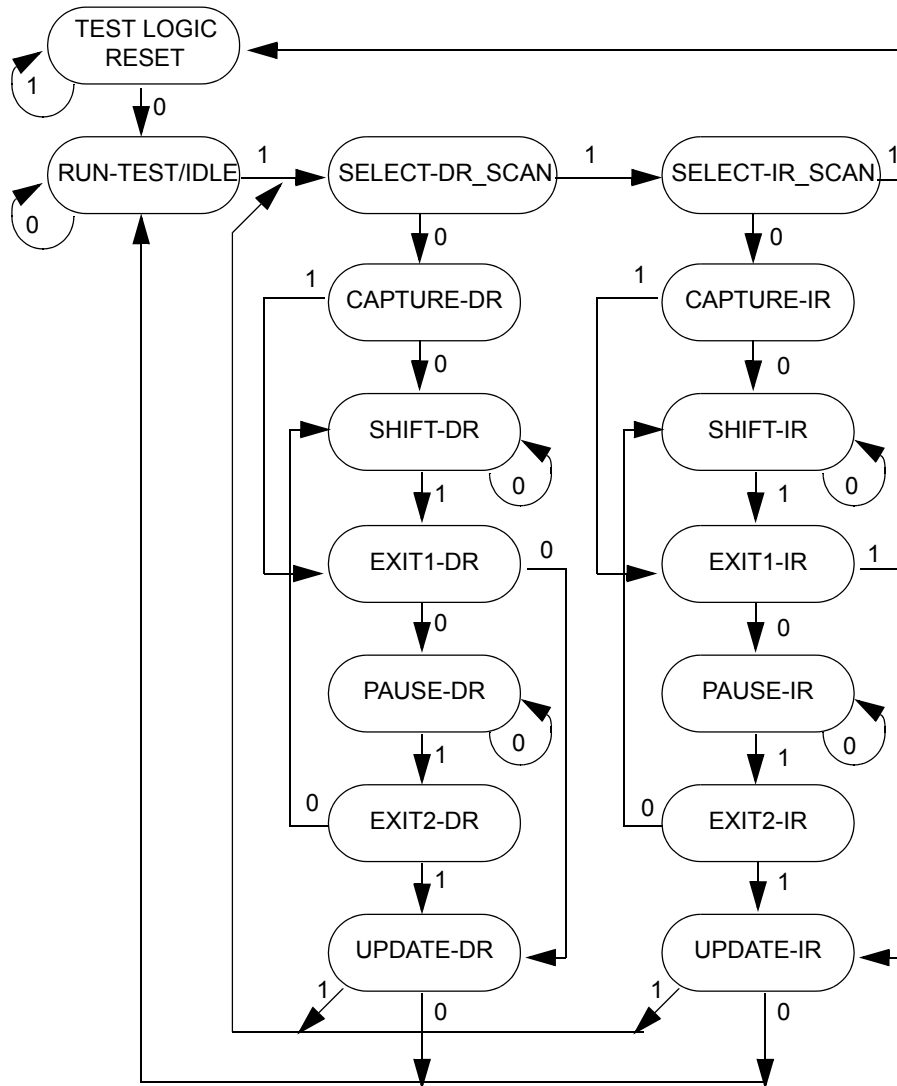 TEST LOGIC
RESET
1
0
RUN-TEST/IDLE
1
SELECT-DR_SCAN
1
SELECT-IR_SCAN
1
0
0
0
1
CAPTURE-DR
1
CAPTURE-IR
0
0
SHIFT-DR
SHIFT-IR
0
0
1
1
EXIT1-DR
0
EXIT1-IR
1
0
0
PAUSE-DR
PAUSE-IR
0
0
1
1
0
EXIT2-DR
0
EXIT2-IR
1
1
UPDATE-DR
UPDATE-IR
1
0
1
0